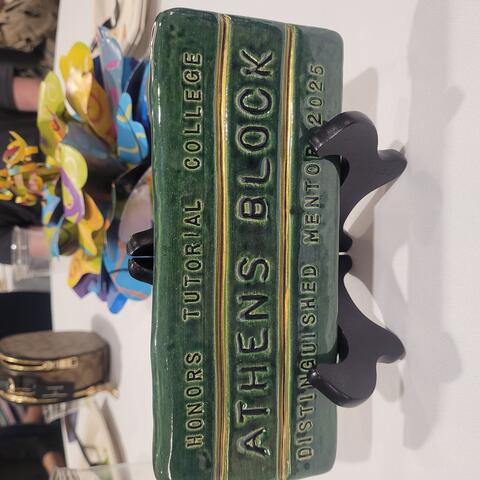 HONORS TUTORIAL COLLEGE
ATHENS BLOCK
DISTINGUISHED MENTOR 2025